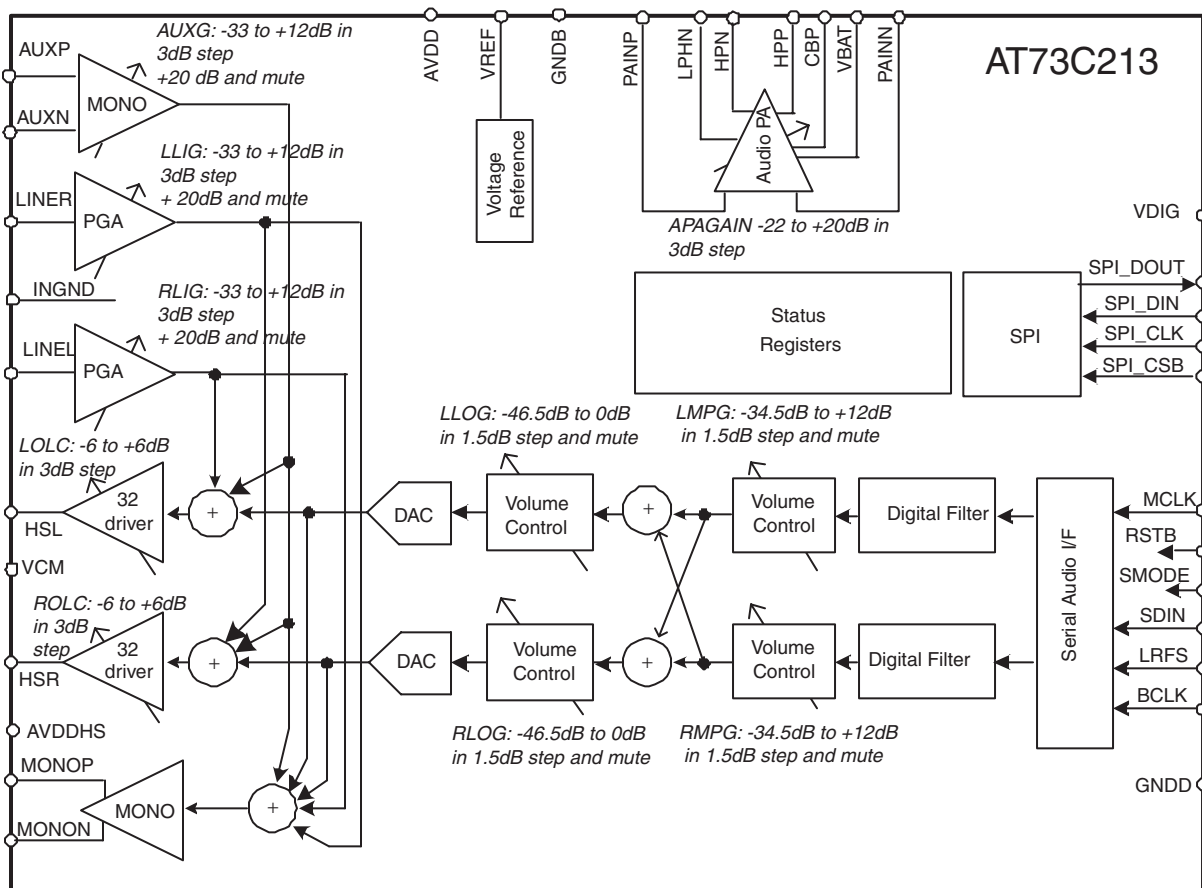 AT73C213
AUXP
AUXN
MONO
AUXG: -33 to +12dB in
3dB step
+20 dB and mute
LINER
PGA
LLIG: -33 to +12dB in
3dB step
+ 20dB and mute
INGND
LINEL
PGA
RLIG: -33 to +12dB in
3dB step
+ 20dB and mute
AVDD
VREF
GNDB
PAINP
LPHN
HPN
HPP
CBP
VBAT
PAINN
Voltage
Reference
Audio PA
APAGAIN -22 to +20dB in
3dB step
VDIG
Status
Registers
SPI
SPI_DOUT
SPI_DIN
SPI_CLK
SPI_CSB
LOLC: -6 to +6dB
in 3dB step
32
driver
HSL
+
DAC
LLOG: -46.5dB to 0dB
in 1.5dB step and mute
Volume
Control
+
LMPG: -34.5dB to +12dB
in 1.5dB step and mute
Volume
Control
Digital Filter
Serial Audio I/F
MCLK
RSTB
SMODE
SDIN
LRFS
BCLK
VCM
ROLC: -6 to +6dB
in 3dB
step
32
driver
HSR
+
DAC
Volume
Control
RLOG: -46.5dB to 0dB
in 1.5dB step and mute
+
Volume
Control
RMPG: -34.5dB to +12dB
in 1.5dB step and mute
Digital Filter
AVDDHS
MONOP
MONON
MONO
+
GNDD